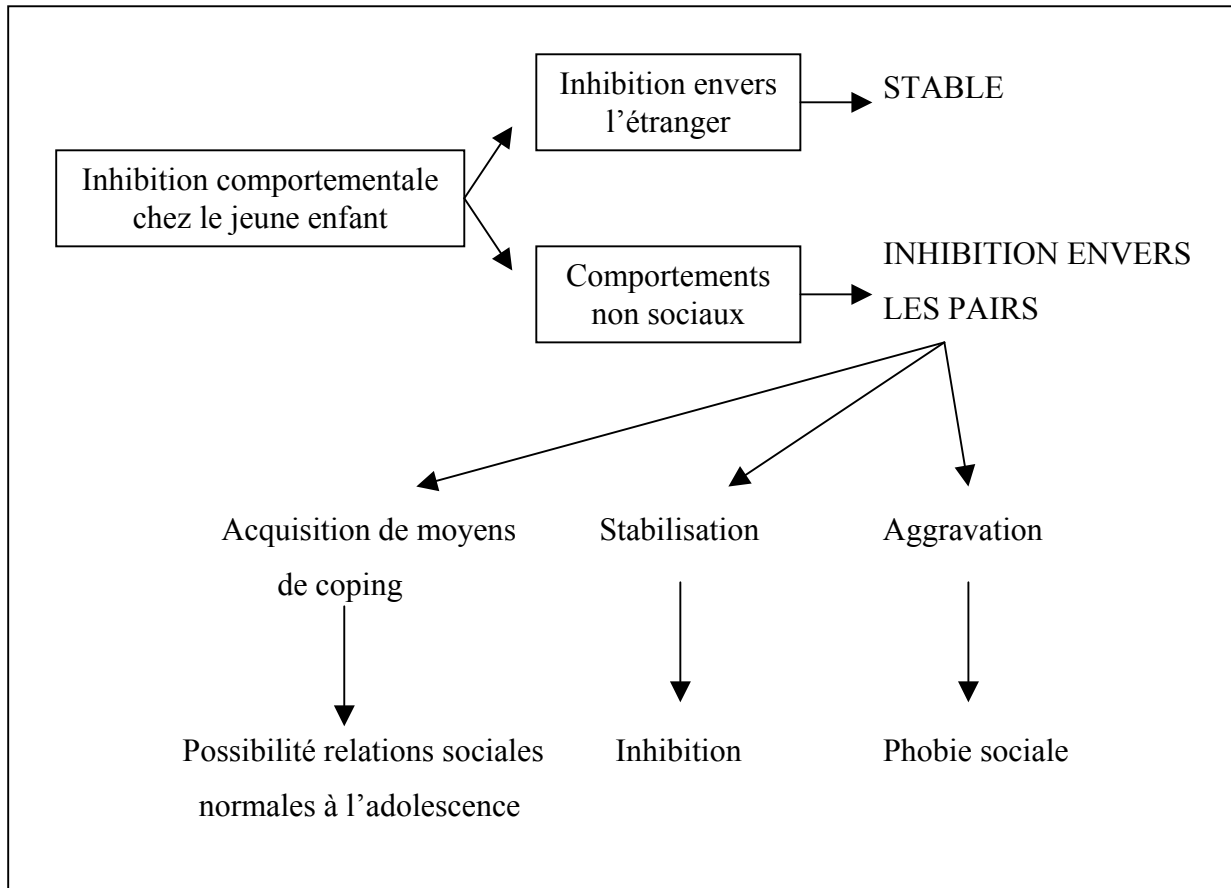 Inhibition envers
l’étranger
STABLE
Inhibition comportementale
chez le jeune enfant
Comportements
non sociaux
INHIBITION ENVERS
LES PAIRS
Acquisition de moyens
de coping
Stabilisation
Aggravation
Possibilité relations sociales
normales à l’adolescence
Inhibition
Phobie sociale